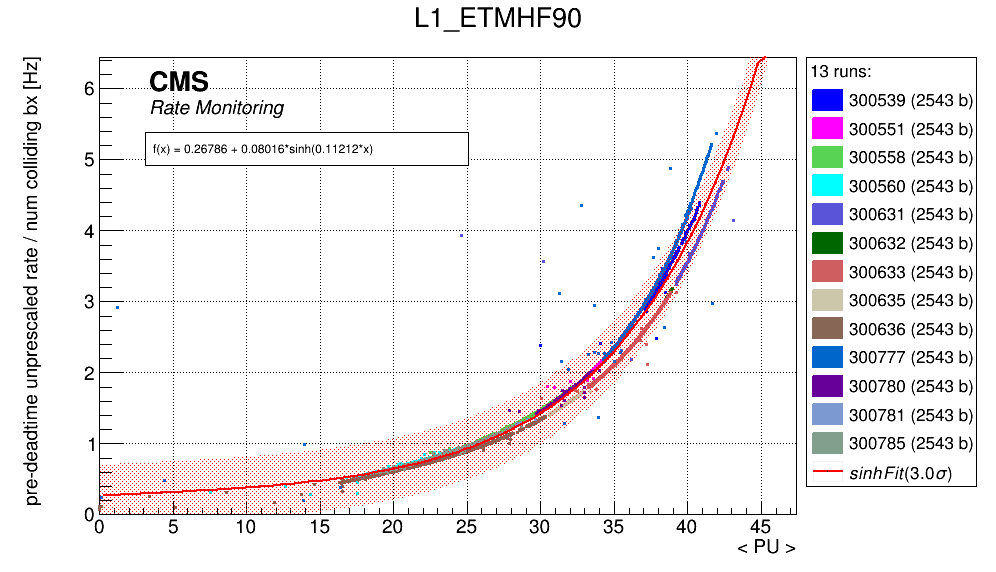 L1_ETMHF90
pre-deadtime unprescaled rate / num colliding bx [Hz]
CMS
Rate Monitoring
f(x) = 0.26786 + 0.08016*sinh(0.11212*x)
6
5
4
3
2
1
0
0 5 10 15 20 25 30 35 40 45
< PU >
13 runs:
300539 (2543 b)
300551 (2543 b)
300558 (2543 b)
300560 (2543 b)
300631 (2543 b)
300632 (2543 b)
300633 (2543 b)
300635 (2543 b)
300636 (2543 b)
300777 (2543 b)
300780 (2543 b)
300781 (2543 b)
300785 (2543 b)
sinhFit(3.0σ)